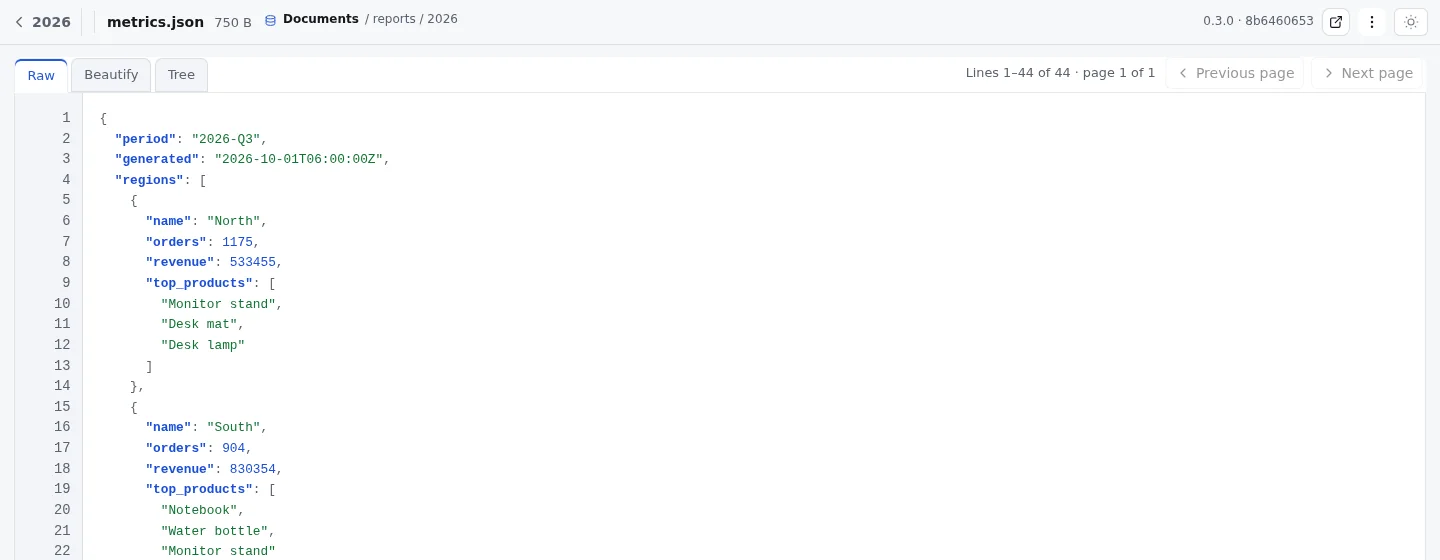 2026 metrics.json 750 B Documents / reports / 2026 0.3.0 · 8b6460653
Raw Beautify Tree Lines 1–44 of 44 · page 1 of 1 Previous page Next page
1 {
2   "period": "2026-Q3",
3   "generated": "2026-10-01T06:00:00Z",
4   "regions": [
5     {
6       "name": "North",
7       "orders": 1175,
8       "revenue": 533455,
9       "top_products": [
10         "Monitor stand",
11         "Desk mat",
12         "Desk lamp"
13       ]
14     },
15     {
16       "name": "South",
17       "orders": 904,
18       "revenue": 830354,
19       "top_products": [
20         "Notebook",
21         "Water bottle",
22         "Monitor stand"